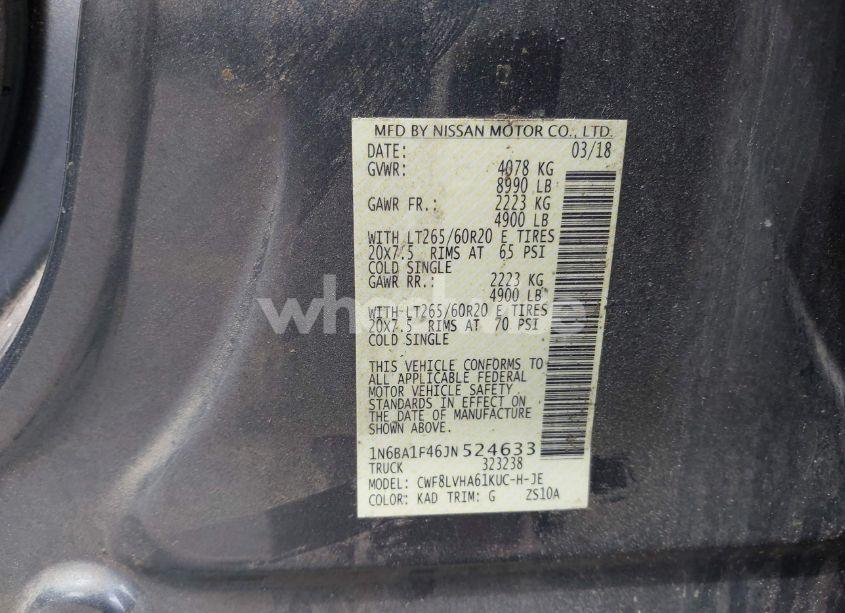 MFD BY NISSAN MOTOR CO., LTD.
DATE: 03/18
GVWR: 4078 KG
8990 LB
GAWR FR.: 2223 KG
4900 LB
WITH LT265/60R20 E TIRES
20X7.5 RIMS AT 65 PSI
COLD SINGLE
GAWR RR.: 2223 KG
4900 LB
WITH LT265/60R20 E TIRES
20X7.5 RIMS AT 70 PSI
COLD SINGLE
THIS VEHICLE CONFORMS TO
ALL APPLICABLE FEDERAL
MOTOR VEHICLE SAFETY
STANDARDS IN EFFECT ON
THE DATE OF MANUFACTURE
SHOWN ABOVE.
1N6BA1F46JN524633
TRUCK 323238
MODEL: CWF8LVHA61KUC-H-JE
COLOR: KAD TRIM: G ZS10A